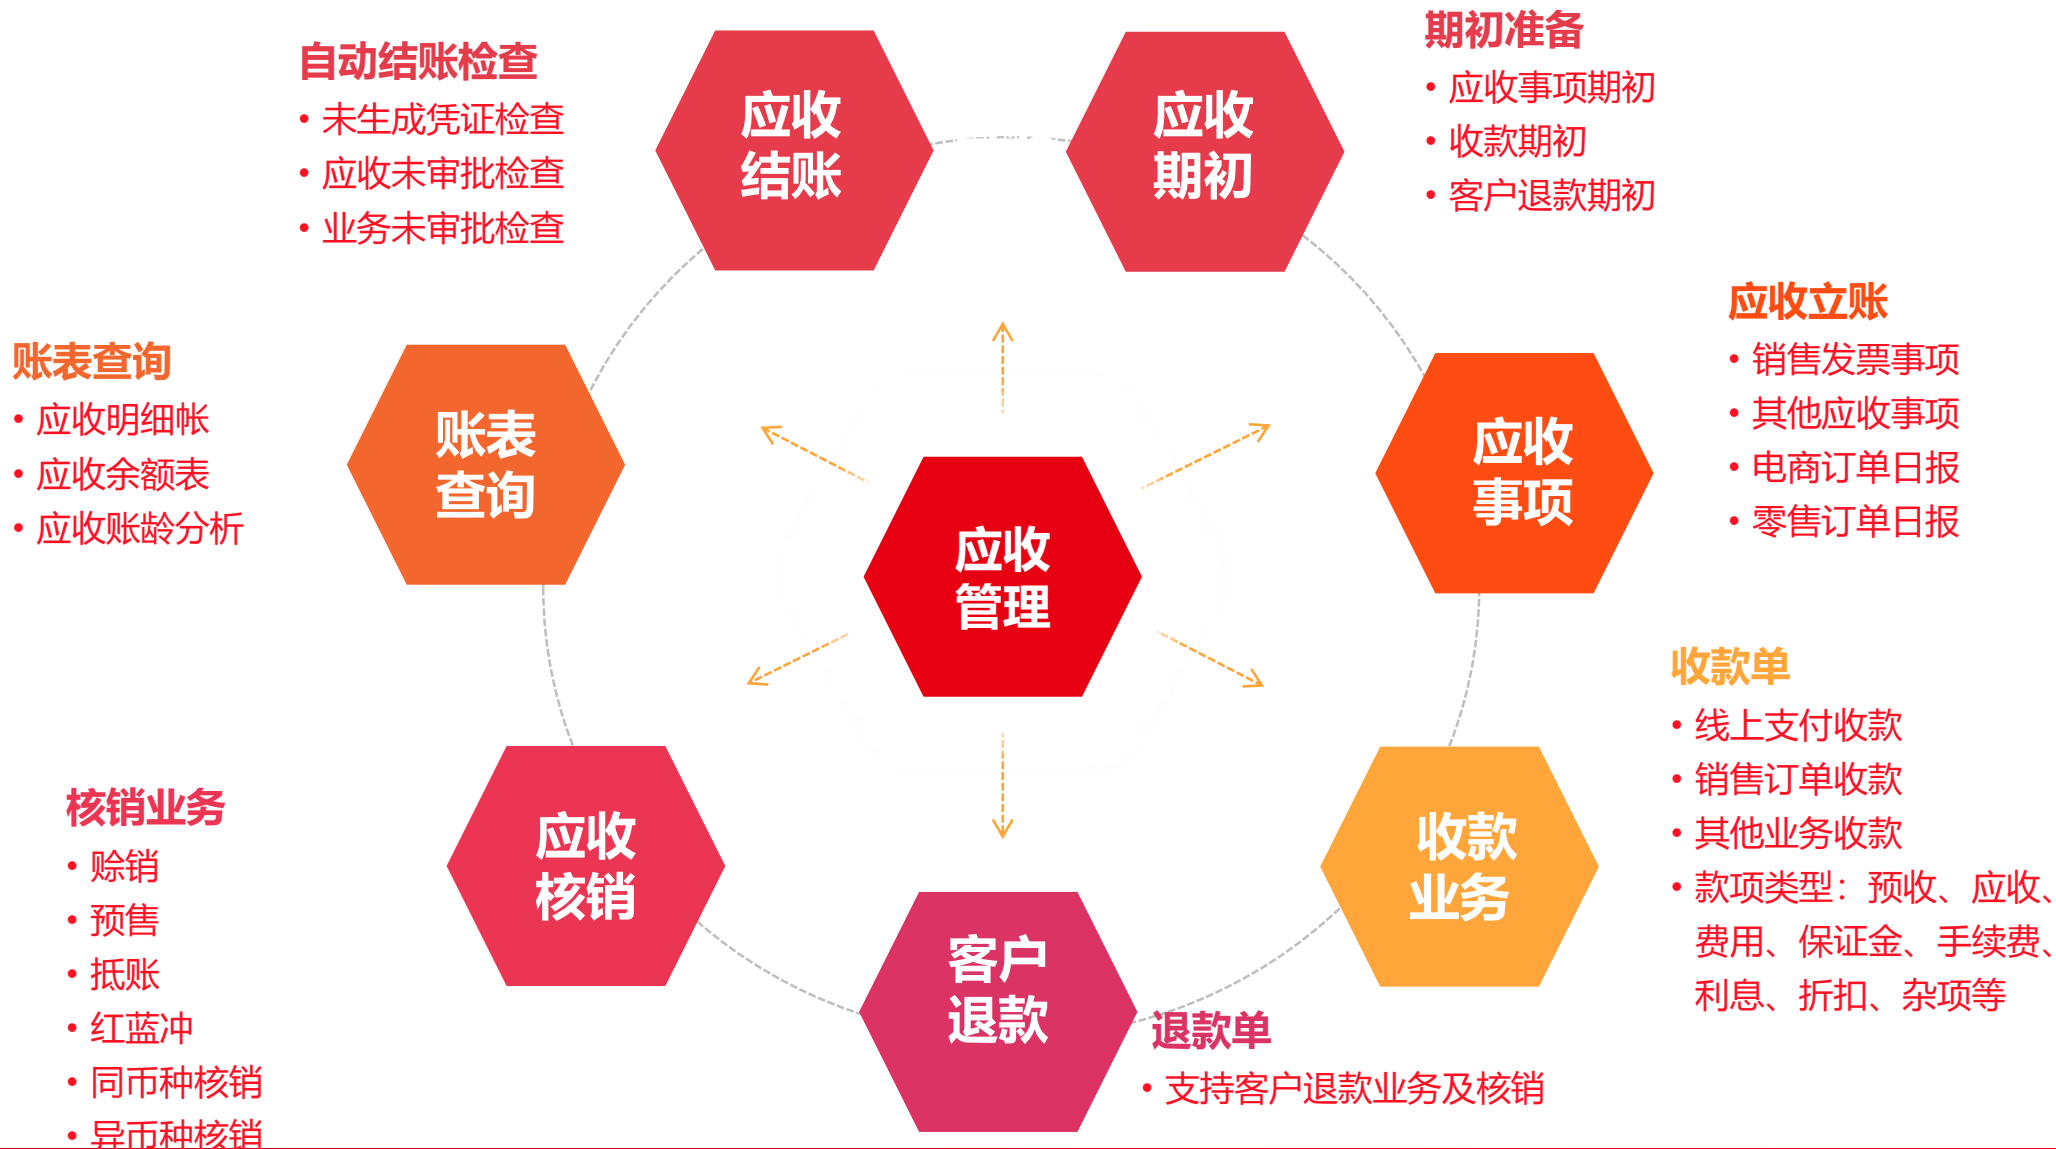 自动结账检查
• 未生成凭证检查
• 应收未审批检查
• 业务未审批检查
应收
结账
应收
期初
期初准备
• 应收事项期初
• 收款期初
• 客户退款期初
账表查询
• 应收明细帐
• 应收余额表
• 应收账龄分析
账表
查询
应收
管理
应收
事项
应收立账
• 销售发票事项
• 其他应收事项
• 电商订单日报
• 零售订单日报
核销业务
• 赊销
• 预售
• 抵账
• 红蓝冲
• 同币种核销
• 异币种核销
应收
核销
客户
退款
退款单
• 支持客户退款业务及核销
收款
业务
收款单
• 线上支付收款
• 销售订单收款
• 其他业务收款
• 款项类型：预收、应收、
费用、保证金、手续费、
利息、折扣、杂项等